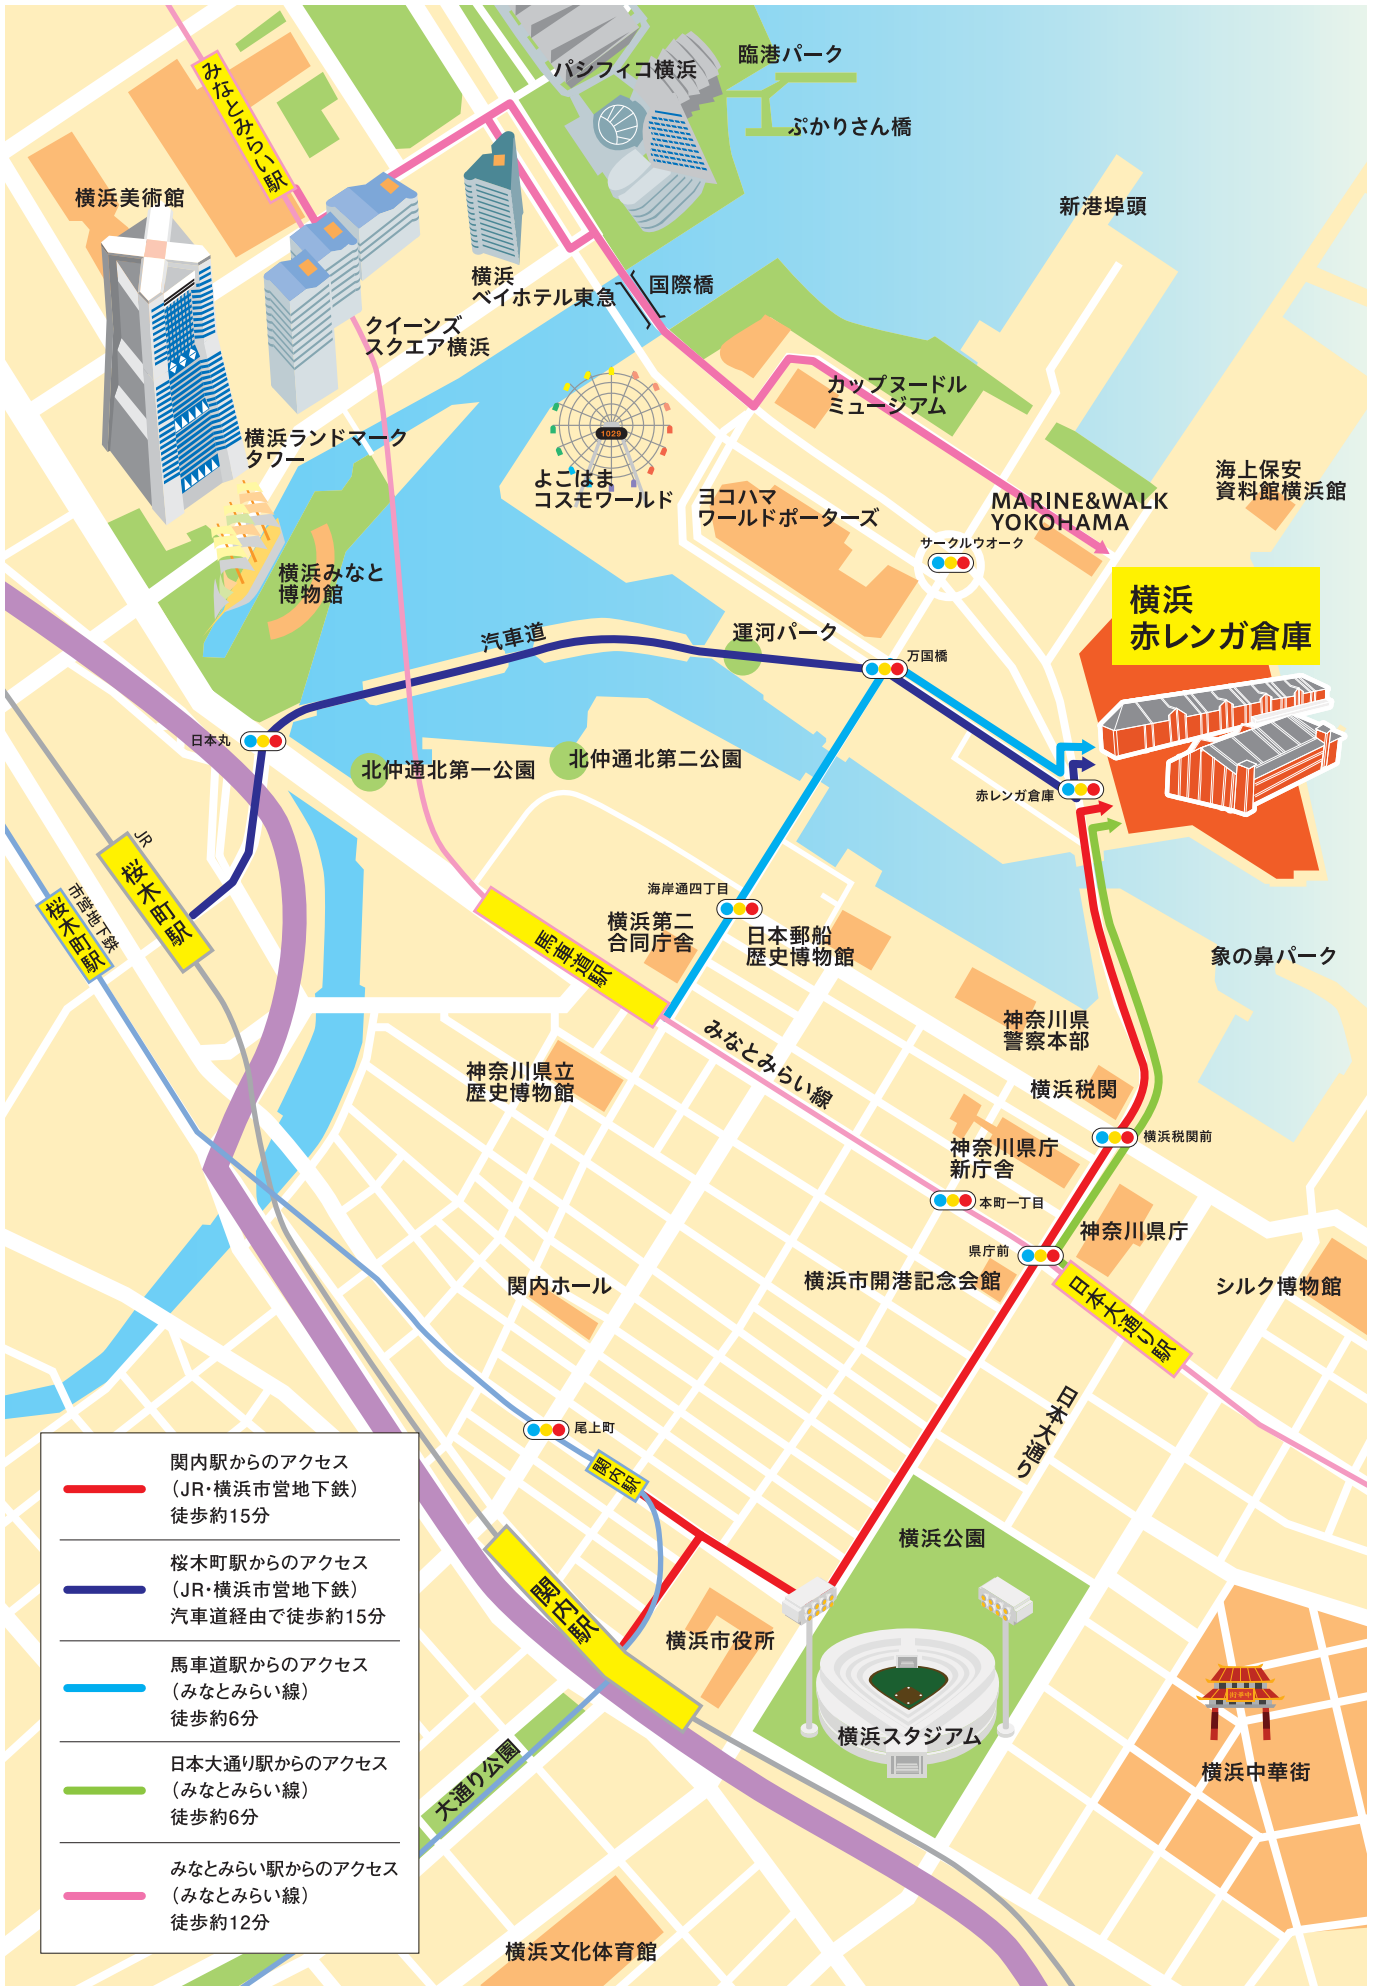 臨港パーク
パシフィコ横浜
ぷかりさん橋
みなとみらい駅
横浜美術館
新港埠頭
横浜
ベイホテル東急
国際橋
クイーンズ
スクエア横浜
カップヌードル
ミュージアム
横浜ランドマーク
タワー
1029
よこはま
コスモワールド
ヨコハマ
ワールドポーターズ
海上保安
資料館横浜館
MARINE&WALK
YOKOHAMA
サークルウオーク
横浜みなと
博物館
横浜
赤レンガ倉庫
汽車道
運河パーク
万国橋
日本丸
北仲通北第一公園
北仲通北第二公園
赤レンガ倉庫
JR
桜木町駅
市営地下鉄
桜木町駅
海岸通四丁目
横浜第二
合同庁舎
日本郵船
歴史博物館
馬車道駅
象の鼻パーク
神奈川県
警察本部
みなとみらい線
神奈川県立
歴史博物館
横浜税関
横浜税関前
神奈川県庁
新庁舎
本町一丁目
神奈川県庁
県庁前
横浜市開港記念会館
関内ホール
シルク博物館
日本大通り駅
日本大通り
尾上町
関内駅
横浜公園
関内駅
横浜市役所
横浜スタジアム
中華街
横浜中華街
大通り公園
横浜文化体育館
関内駅からのアクセス
（JR・横浜市営地下鉄）
徒歩約15分
桜木町駅からのアクセス
（JR・横浜市営地下鉄）
汽車道経由で徒歩約15分
馬車道駅からのアクセス
（みなとみらい線）
徒歩約6分
日本大通り駅からのアクセス
（みなとみらい線）
徒歩約6分
みなとみらい駅からのアクセス
（みなとみらい線）
徒歩約12分